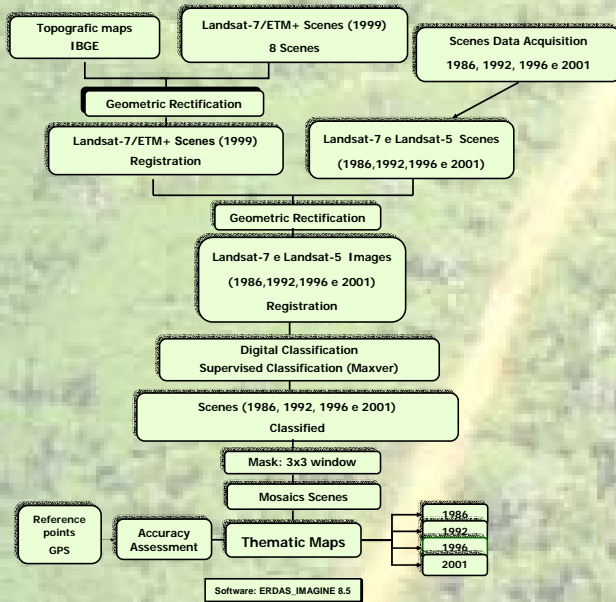 Topografic maps
IBGE
Landsat-7/ETM+ Scenes (1999)
8 Scenes
Scenes Data Acquisition
1986, 1992, 1996 e 2001
Geometric Rectification
Landsat-7/ETM+ Scenes (1999)
Registration
Landsat-7 e Landsat-5 Scenes
(1986,1992,1996 e 2001)
Geometric Rectification
Landsat-7 e Landsat-5 Images
(1986,1992,1996 e 2001)
Registration
Digital Classification
Supervised Classification (Maxver)
Scenes (1986, 1992, 1996 e 2001)
Classified
Mask: 3x3 window
Mosaics Scenes
Reference
points
GPS
Accuracy
Assessment
Thematic Maps
1986
1992
1996
2001
Software: ERDAS_IMAGINE 8.5